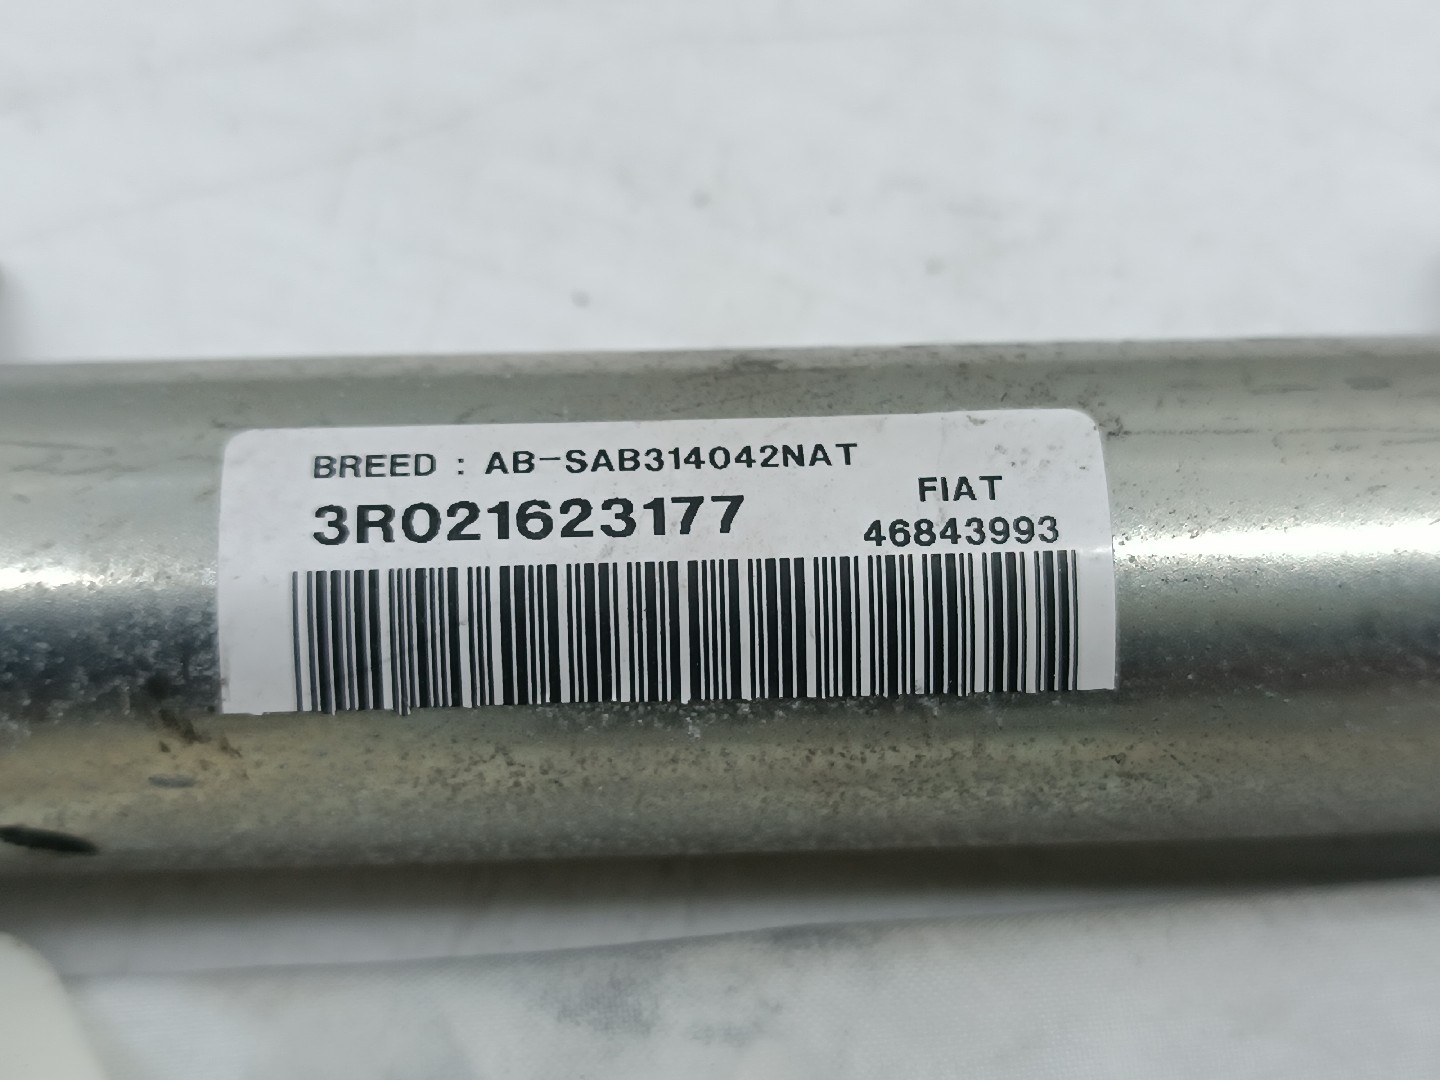 BREED : AB-SAB314042NAT
3R021623177
FIAT
46843993